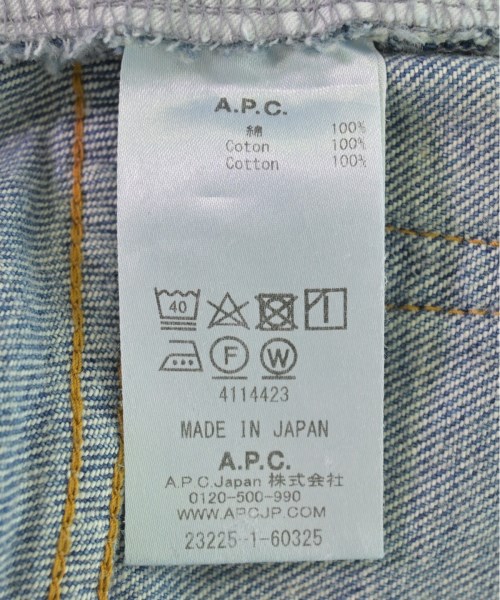 A.P.C.
綿 100%
Coton 100%
Cotton 100%
40
F W
4114423
MADE IN JAPAN
A.P.C.
A.P.C.Japan 株式会社
0120-500-990
WWW.APCJP.COM
23225-1-60325